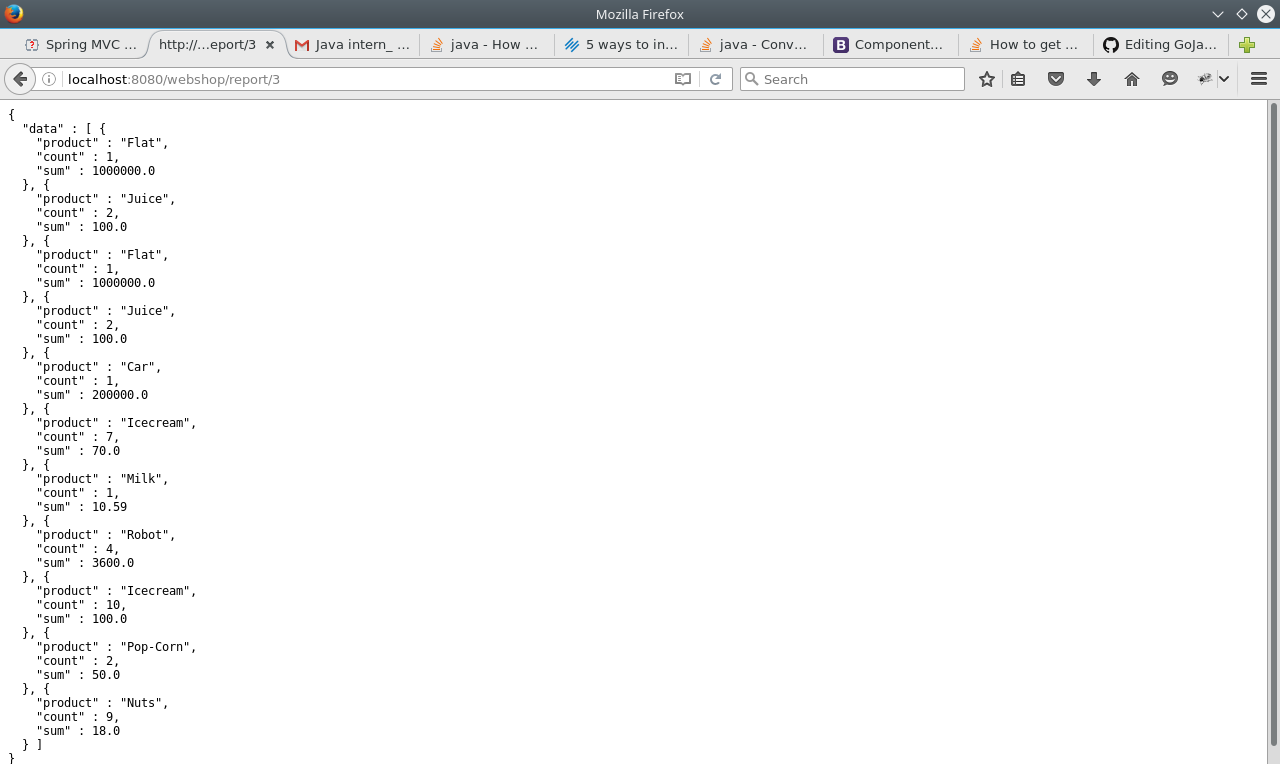 Mozilla Firefox
Spring MVC ...
http://...eport/3
Java intern_ ...
java - How ...
5 ways to in...
java - Conv...
B Component...
How to get ...
Editing GoJa...
localhost:8080/webshop/report/3
Search
{
  "data" : [ {
    "product" : "Flat",
    "count" : 1,
    "sum" : 1000000.0
  }, {
    "product" : "Juice",
    "count" : 2,
    "sum" : 100.0
  }, {
    "product" : "Flat",
    "count" : 1,
    "sum" : 1000000.0
  }, {
    "product" : "Juice",
    "count" : 2,
    "sum" : 100.0
  }, {
    "product" : "Car",
    "count" : 1,
    "sum" : 200000.0
  }, {
    "product" : "Icecream",
    "count" : 7,
    "sum" : 70.0
  }, {
    "product" : "Milk",
    "count" : 1,
    "sum" : 10.59
  }, {
    "product" : "Robot",
    "count" : 4,
    "sum" : 3600.0
  }, {
    "product" : "Icecream",
    "count" : 10,
    "sum" : 100.0
  }, {
    "product" : "Pop-Corn",
    "count" : 2,
    "sum" : 50.0
  }, {
    "product" : "Nuts",
    "count" : 9,
    "sum" : 18.0
  } ]
}